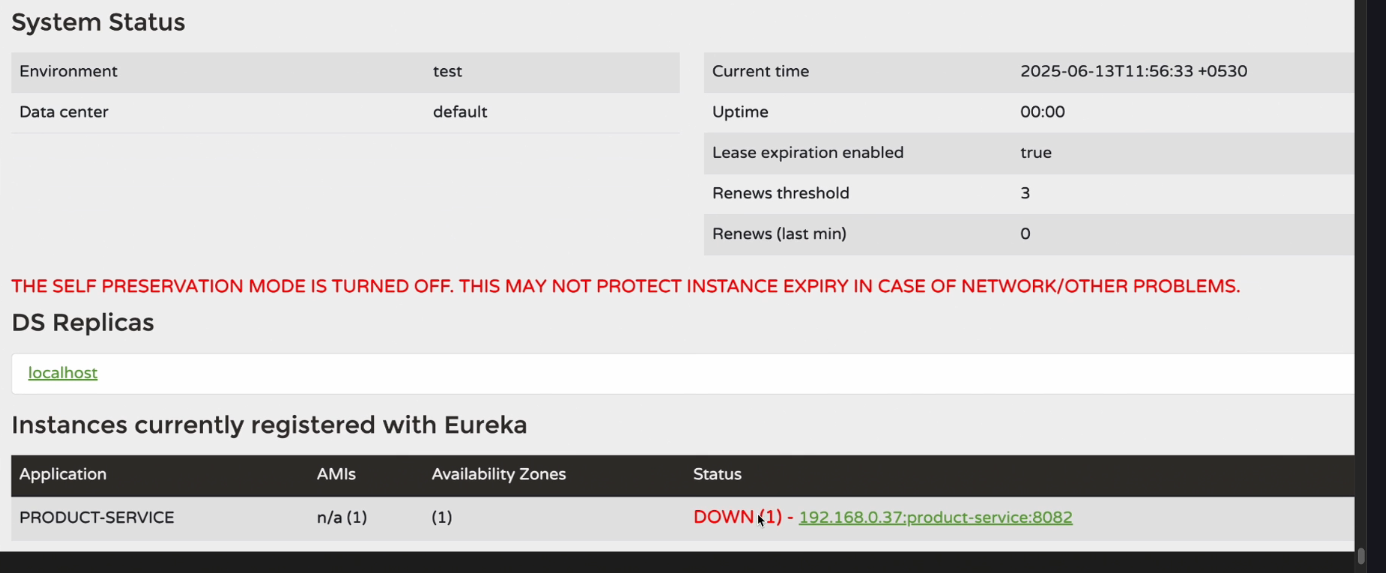 System Status
Environment test
Data center default
Current time 2025-06-13T11:56:33 +0530
Uptime 00:00
Lease expiration enabled true
Renews threshold 3
Renews (last min) 0
THE SELF PRESERVATION MODE IS TURNED OFF. THIS MAY NOT PROTECT INSTANCE EXPIRY IN CASE OF NETWORK/OTHER PROBLEMS.
DS Replicas
localhost
Instances currently registered with Eureka
Application AMIs Availability Zones Status
PRODUCT-SERVICE n/a (1) (1) DOWN (1) - 192.168.0.37:product-service:8082